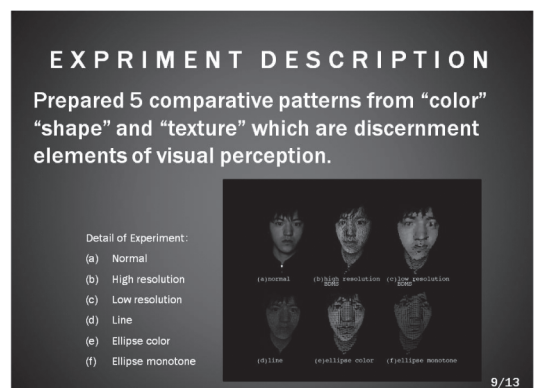 EXPRIMENT DESCRIPTION
Prepared 5 comparative patterns from “color”
“shape” and “texture” which are discernment
elements of visual perception.
Detail of Experiment:
(a) Normal
(b) High resolution
(c) Low resolution
(d) Line
(e) Ellipse color
(f) Ellipse monotone
(a)normal (b)high resolution (c)low resolution
BDMS BDMS
(d)line (e)ellipse color (f)ellipse monotone
9/13